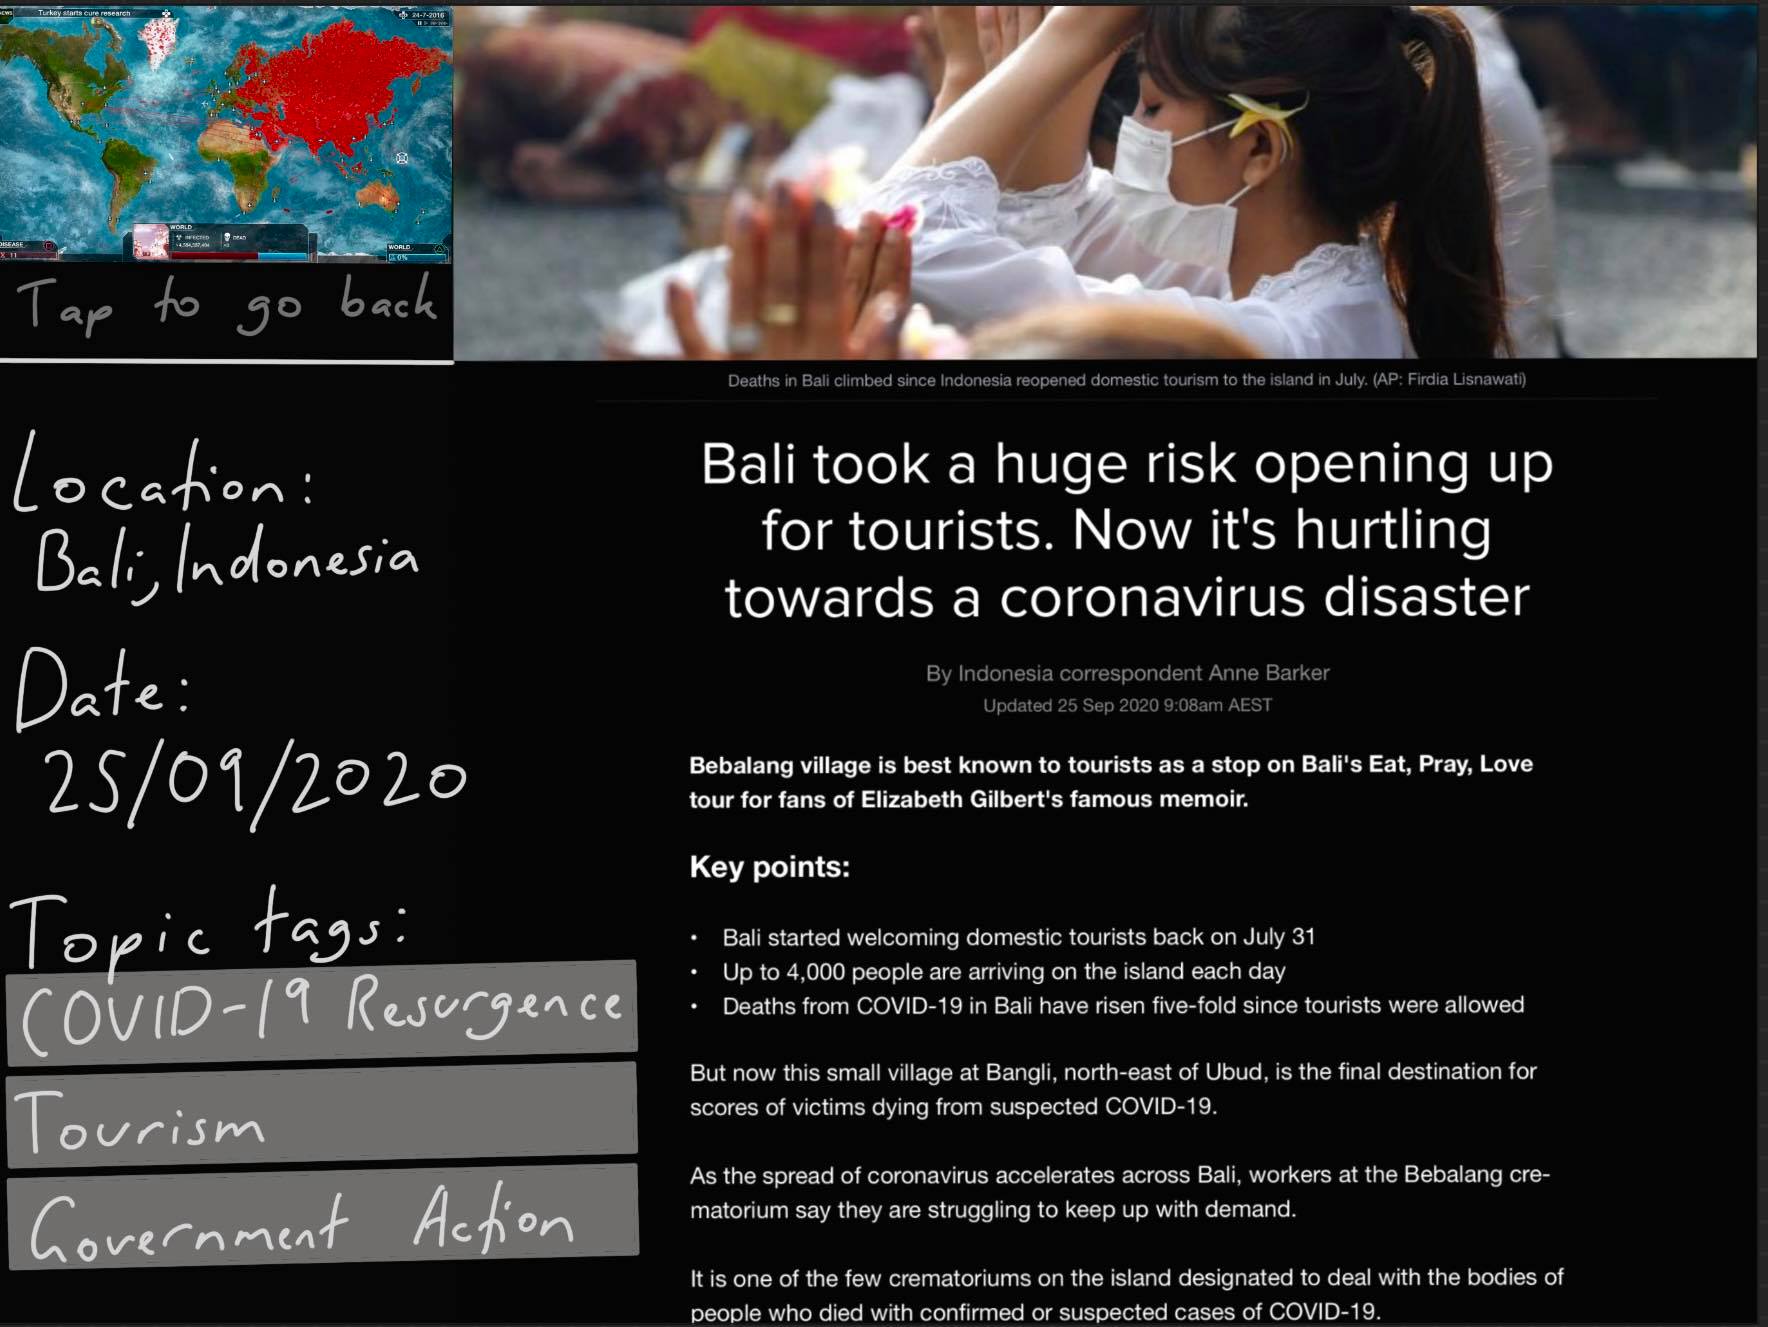 Turkey starts cure research
24-7-2016
WORLD
INFECTED
DEAD
DISEASE
WORLD
0%
Tap to go back
Location:
Bali, Indonesia
Date:
25/09/2020
Topic tags:
COVID-19 Resurgence
Tourism
Government Action
Deaths in Bali climbed since Indonesia reopened domestic tourism to the island in July. (AP: Firdia Lisnawati)
Bali took a huge risk opening up
for tourists. Now it's hurtling
towards a coronavirus disaster
By Indonesia correspondent Anne Barker
Updated 25 Sep 2020 9:08am AEST
Bebalang village is best known to tourists as a stop on Bali's Eat, Pray, Love
tour for fans of Elizabeth Gilbert's famous memoir.
Key points:
• Bali started welcoming domestic tourists back on July 31
• Up to 4,000 people are arriving on the island each day
• Deaths from COVID-19 in Bali have risen five-fold since tourists were allowed
But now this small village at Bangli, north-east of Ubud, is the final destination for
scores of victims dying from suspected COVID-19.
As the spread of coronavirus accelerates across Bali, workers at the Bebalang cre-
matorium say they are struggling to keep up with demand.
It is one of the few crematoriums on the island designated to deal with the bodies of
people who died with confirmed or suspected cases of COVID-19.